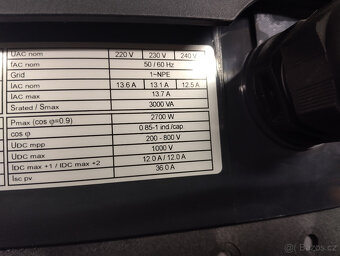 UAC nom 220 V 230 V 240 V
fAC nom 50 / 60 Hz
Grid 1~NPE
IAC nom 13.6 A 13.1 A 12.5 A
IAC max 13.7 A
Srated / Smax 3000 VA
Pmax (cos φ=0.9) 2700 W
cos φ 0.85-1 ind./cap.
UDC mpp 200 - 800 V
UDC max 1000 V
IDC max +1 / IDC max +2 12.0 A / 12.0 A
Isc pv 36.0 A
Bazos.cz